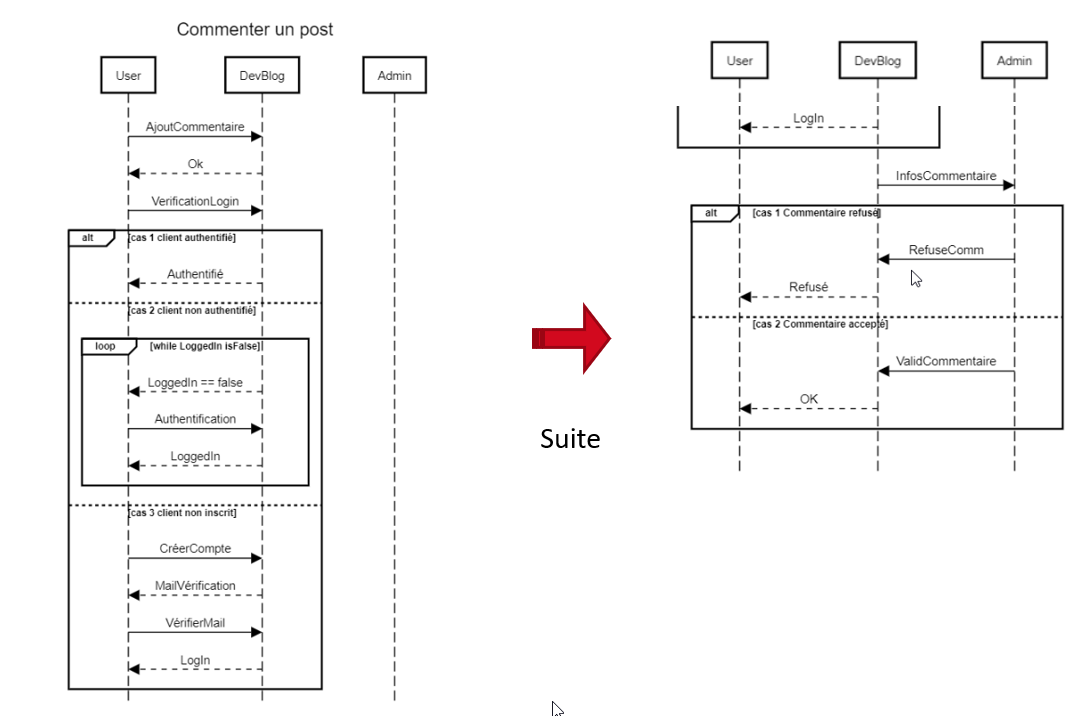 Commenter un post
User
DevBlog
Admin
AjoutCommentaire
Ok
VerificationLogin
alt
[cas 1 client authentifié]
Authentifié
[cas 2 client non authentifié]
loop
[while LoggedIn isFalse]
LoggedIn == false
Authentification
LoggedIn
[cas 3 client non inscrit]
CréerCompte
MailVérification
VérifierMail
LogIn
Suite
User
DevBlog
Admin
LogIn
InfosCommentaire
alt
[cas 1 Commentaire refusé]
RefuseComm
Refusé
[cas 2 Commentaire accepté]
ValidCommentaire
OK